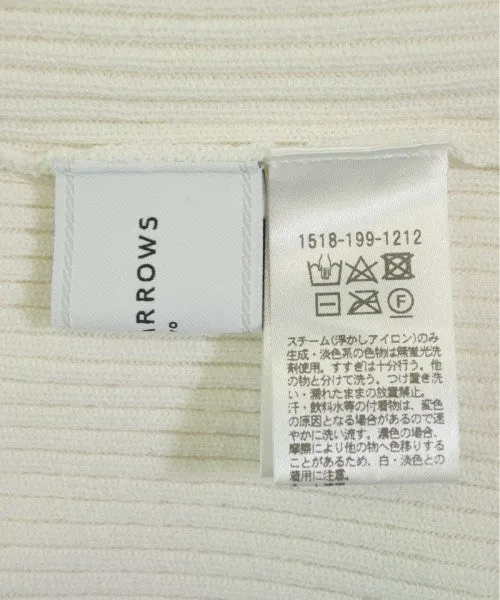 ARROWS
1518-199-1212
F
スチーム(浮かしアイロン)のみ
生成・淡色系の色物は無蛍光洗
剤使用。すすぎは十分行う。他
の物と分けて洗う。つけ置き洗
い・濡れたままの放置禁止。
汗・飲料水等の付着物は、変色
の原因となる場合があるので速
やかに洗い流す。濃色の場合、
摩擦により他の物へ色移りする
ことがあるため、白・淡色との
着用に注意。